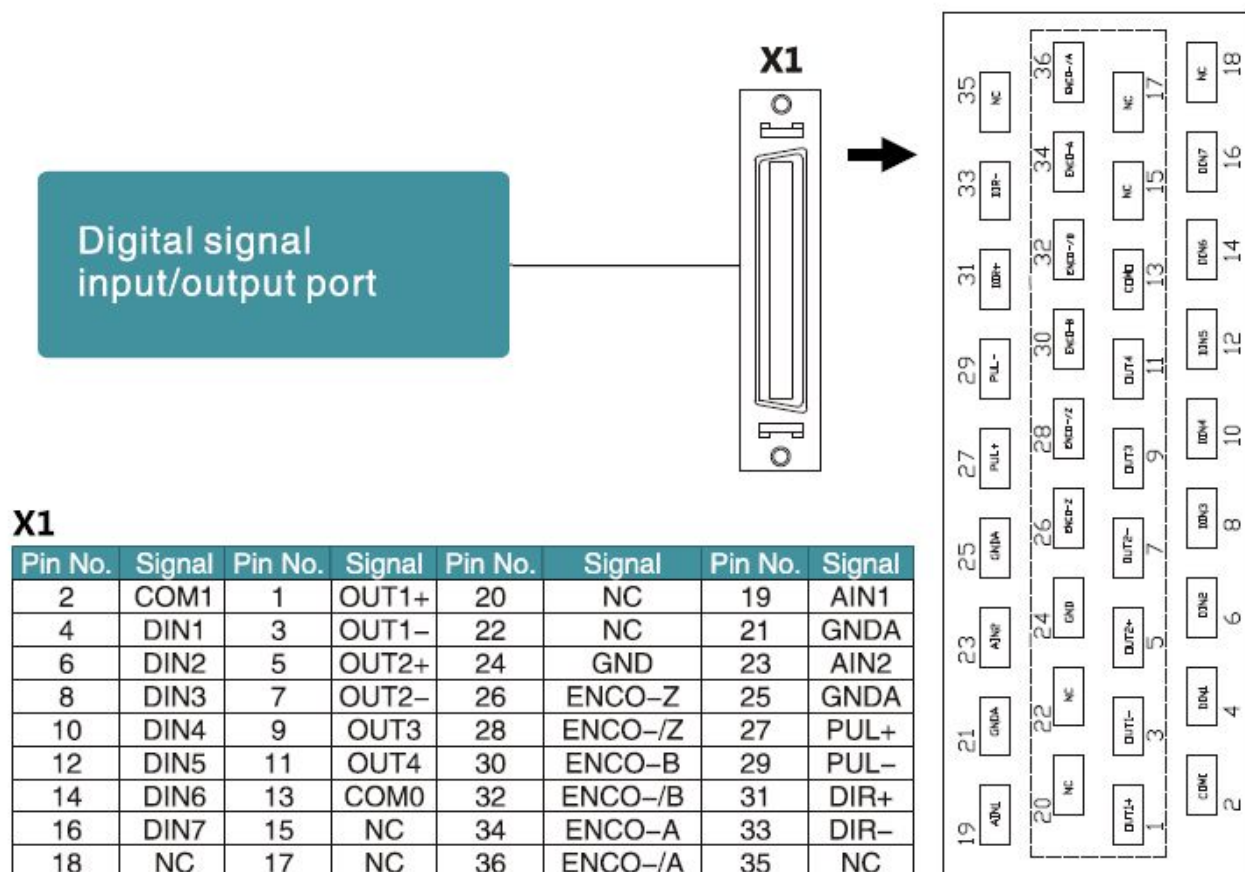 X1
Digital signal
input/output port
X1
Pin No. Signal Pin No. Signal Pin No. Signal Pin No. Signal
2 COM1 1 OUT1+ 20 NC 19 AIN1
4 DIN1 3 OUT1− 22 NC 21 GNDA
6 DIN2 5 OUT2+ 24 GND 23 AIN2
8 DIN3 7 OUT2− 26 ENCO−Z 25 GNDA
10 DIN4 9 OUT3 28 ENCO−/Z 27 PUL+
12 DIN5 11 OUT4 30 ENCO−B 29 PUL−
14 DIN6 13 COM0 32 ENCO−/B 31 DIR+
16 DIN7 15 NC 34 ENCO−A 33 DIR−
18 NC 17 NC 36 ENCO−/A 35 NC
35 NC
33 DIR-
31 DIR+
29 PUL-
27 PUL+
25 GNDA
23 AIN2
21 GNDA
19 AIN1
36 ENCO-/A
34 ENCO-A
32 ENCO-/B
30 ENCO-B
28 ENCO-/Z
26 ENCO-Z
24 GND
22 NC
20 NC
NC 17
NC 15
COMO 13
OUT4 11
OUT3 9
OUT2- 7
OUT2+ 5
OUT1- 3
OUT1+ 1
NC 18
DIN7 16
DIN6 14
DIN5 12
DIN4 10
DIN3 8
DIN2 6
DIN1 4
COMI 2